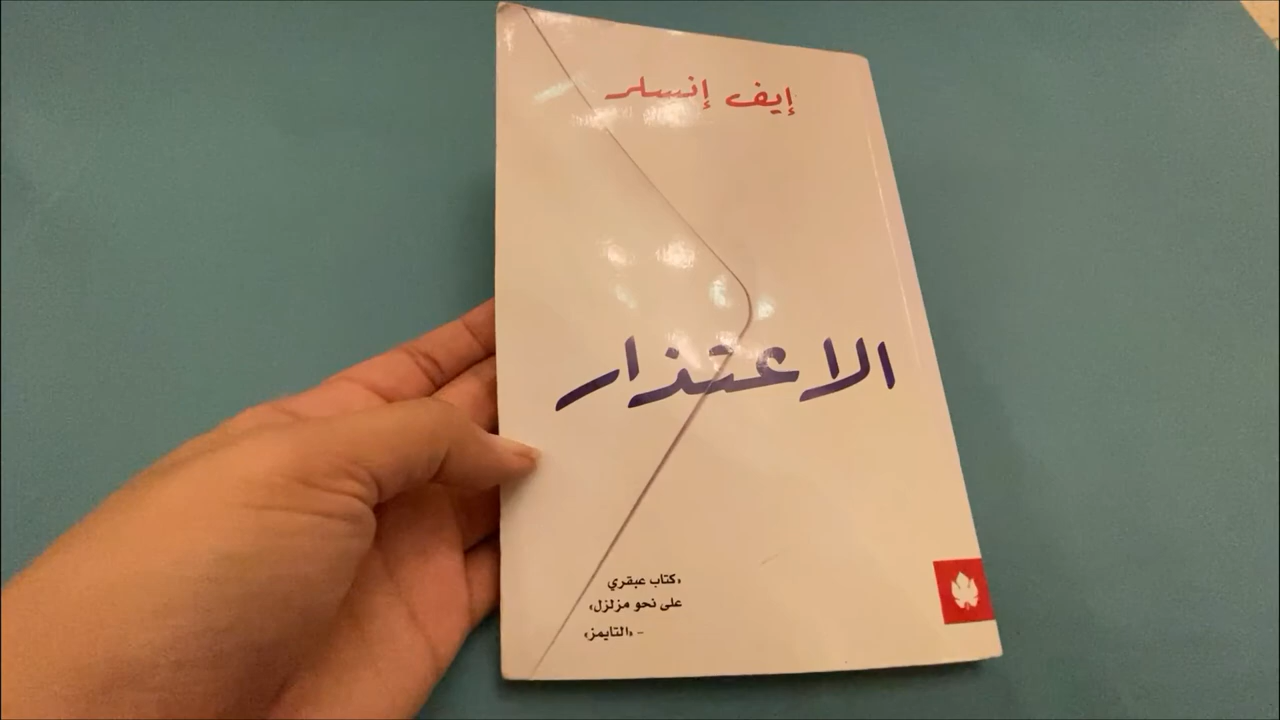 إيف إنسلر
الاعتذار
«كتاب عبقري
على نحو مزلزل»
– «التايمز»